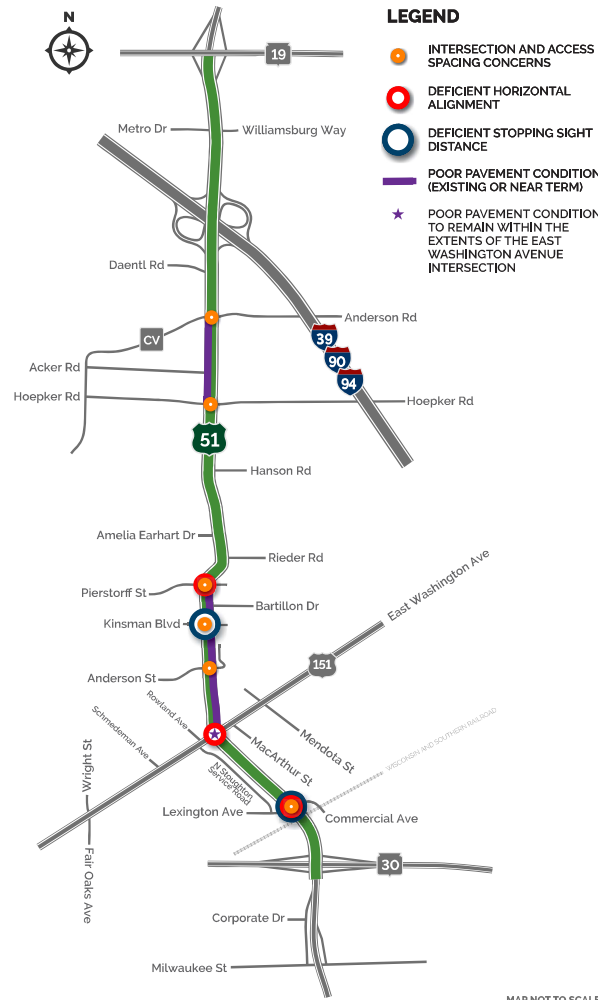 N
LEGEND
INTERSECTION AND ACCESS
SPACING CONCERNS
DEFICIENT HORIZONTAL
ALIGNMENT
DEFICIENT STOPPING SIGHT
DISTANCE
POOR PAVEMENT CONDITION
(EXISTING OR NEAR TERM)
POOR PAVEMENT CONDITION
TO REMAIN WITHIN THE
EXTENTS OF THE EAST
WASHINGTON AVENUE
INTERSECTION
19
Metro Dr
Williamsburg Way
Daentl Rd
Anderson Rd
CV
39
90
94
Acker Rd
Hoepker Rd
Hoepker Rd
51
Hanson Rd
Amelia Earhart Dr
Rieder Rd
East Washington Ave
Pierstorff St
Bartillon Dr
Kinsman Blvd
151
Anderson St
Rowland Ave
Schmedeman Ave
Mendota St
MacArthur St
WISCONSIN AND SOUTHERN RAILROAD
Wright St
N Stoughton
Service Road
Lexington Ave
Commercial Ave
Fair Oaks Ave
30
Corporate Dr
Milwaukee St
MAP NOT TO SCALE